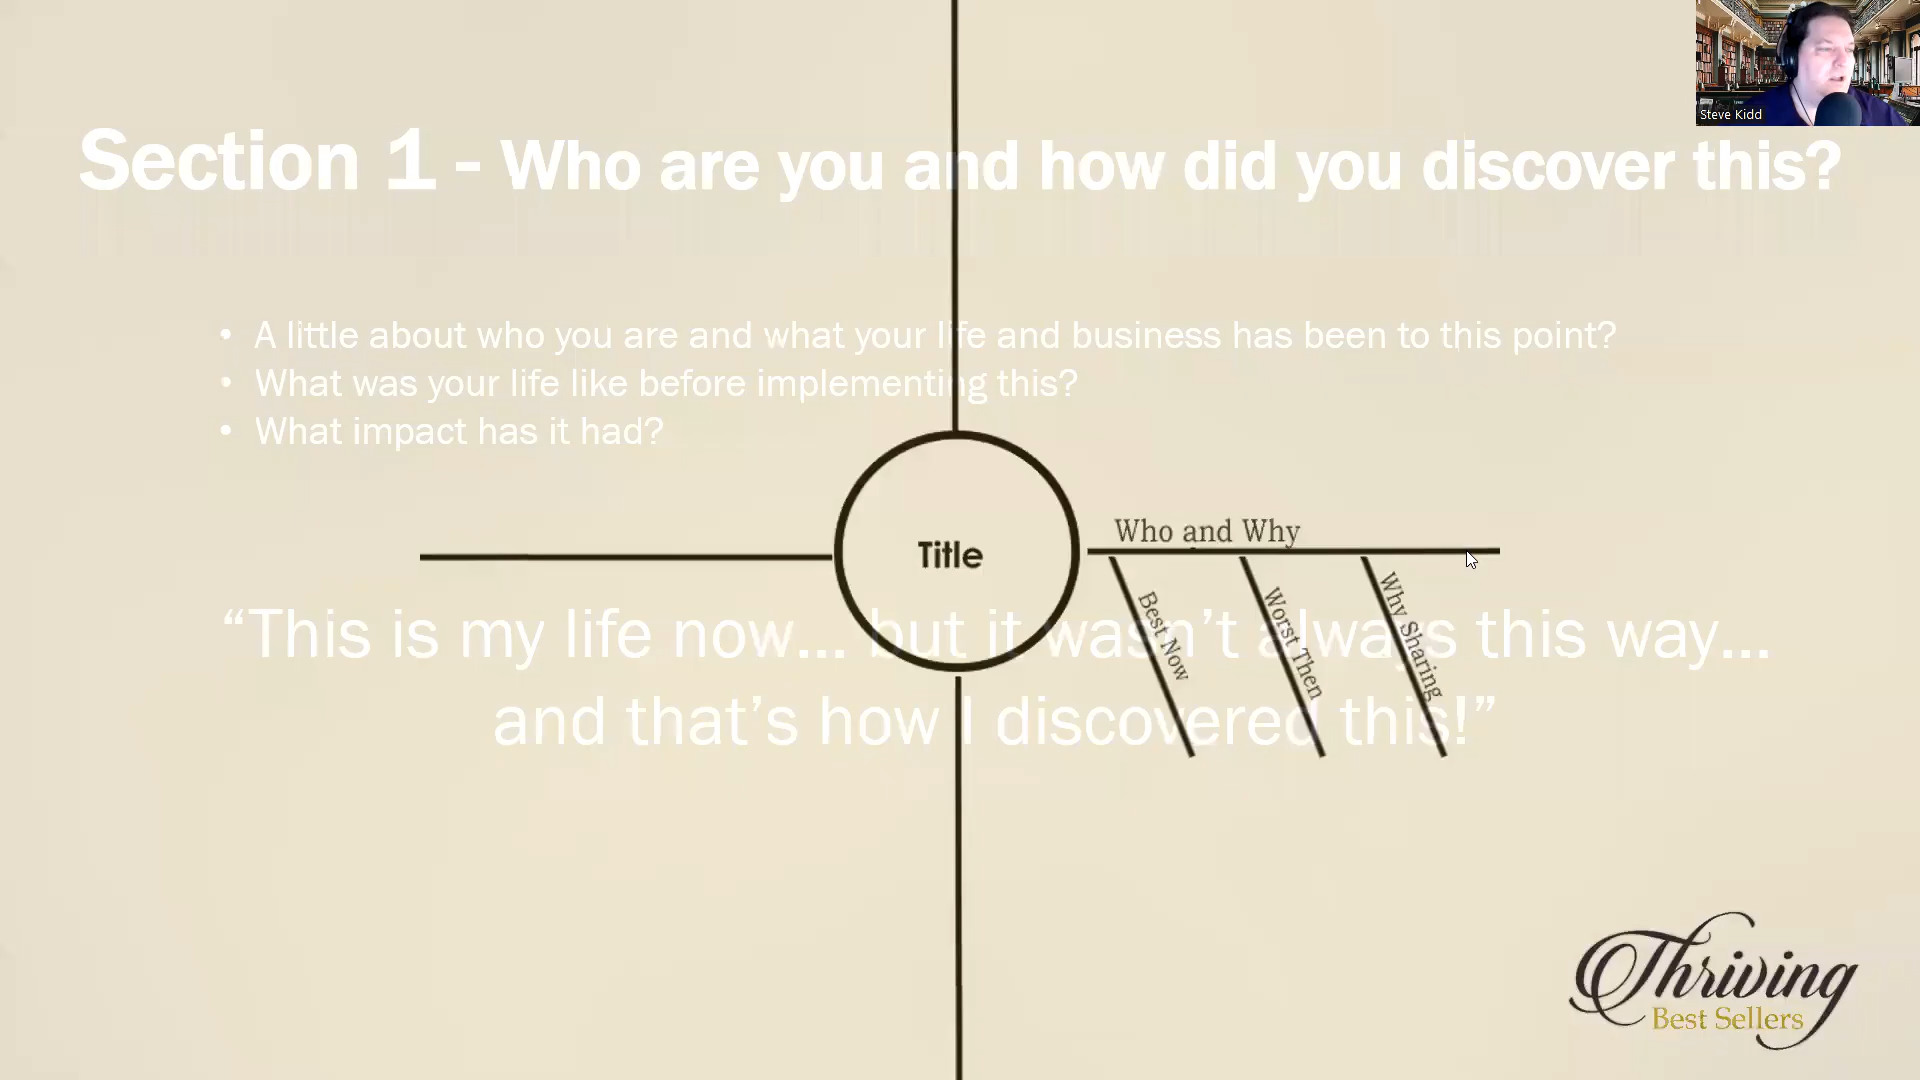 Steve Kidd
Section 1 - Who are you and how did you discover this?
• A little about who you are and what your life and business has been to this point?
• What was your life like before implementing this?
• What impact has it had?
Who and Why
Title
Best Now
Worst Then
Why Sharing
“This is my life now... but it wasn’t always this way...
and that’s how I discovered this!”
Thriving
Best Sellers